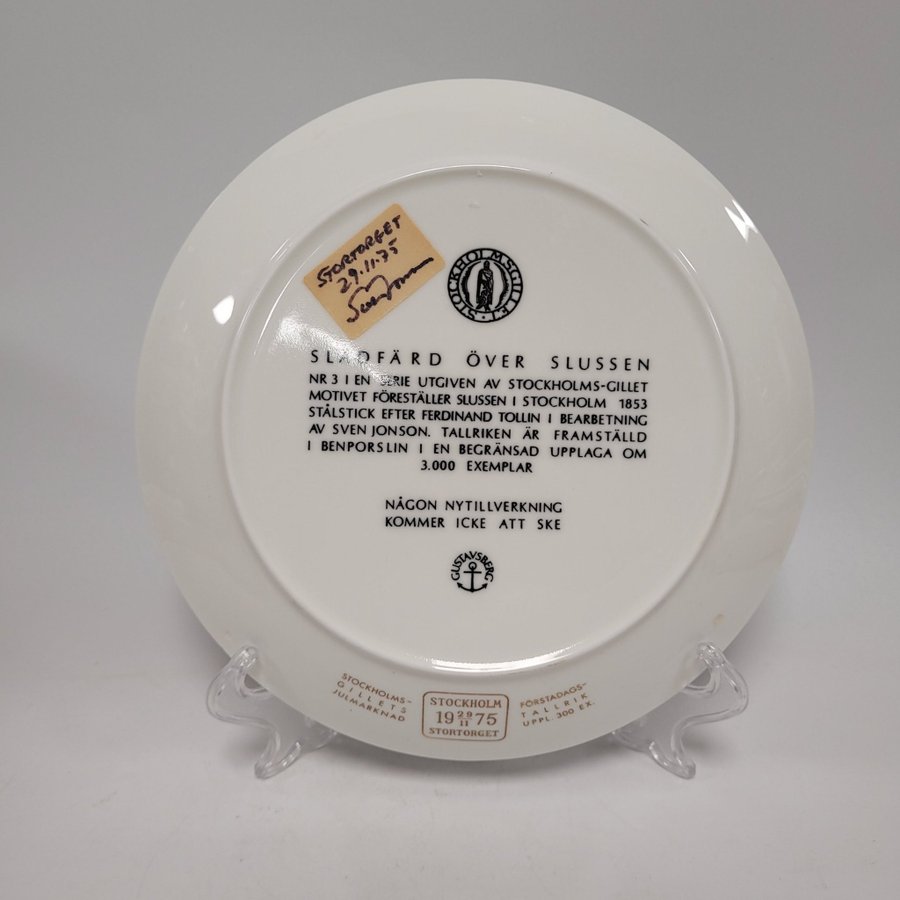 STORTORGET
29.11.75
Sven Jonson
STOCKHOLMSGILLET
SLÄDFÄRD ÖVER SLUSSEN
NR 3 I EN SERIE UTGIVEN AV STOCKHOLMS-GILLET
MOTIVET FÖRESTÄLLER SLUSSEN I STOCKHOLM 1853
STÅLSTICK EFTER FERDINAND TOLLIN I BEARBETNING
AV SVEN JONSON. TALLRIKEN ÄR FRAMSTÄLLD
I BENPORSLIN I EN BEGRÄNSAD UPPLAGA OM
3.000 EXEMPLAR
NÅGON NYTILLVERKNING
KOMMER ICKE ATT SKE
GUSTAVSBERG
STOCKHOLMS-
GILLETS
JULMARKNAD
STOCKHOLM
19 29/11 75
STORTORGET
FÖRSTADAGS-
TALLRIK
UPPL. 300 EX.